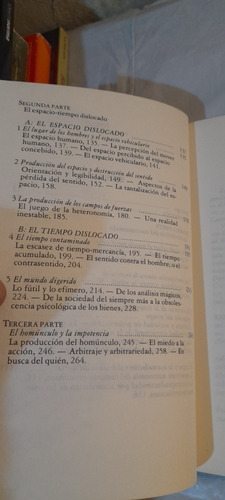 SEGUNDA PARTE
El espacio-tiempo dislocado
A: EL ESPACIO DISLOCADO
1 El lugar de los hombres y el espacio vehiculario
El espacio humano, 135. — La percepción del mismo
humano, 137. — Del espacio percibido al espacio
concebido, 139. — El espacio vehiculario, 143.
2 Producción del espacio y destrucción del sentido
Orientación y legibilidad, 149. — Aspectos de la
pérdida del sentido, 152. — La tantalización del es-
pacio, 158.
3 La producción de los campos de fuerzas
El juego de la heteronomía, 180. — Una realidad
inestable, 185.
B: EL TIEMPO DISLOCADO
4 El tiempo contaminado
La escasez de tiempo-mercancía, 195. — El tiempo
acumulado, 199. — El sentido contra el hombre, o el
contrasentido, 204.
5 El mundo digerido
Lo fútil y lo efímero, 214. — De los análisis mágicos,
224. — De la sociedad del siempre más a la obsoles-
cencia psicológica de los bienes, 228.
TERCERA PARTE
El homúnculo y la impotencia
La producción del homúnculo, 245. — El miedo a la
acción, 246. — Arbitraje y arbitrariedad, 258. — En
busca del quién, 264.